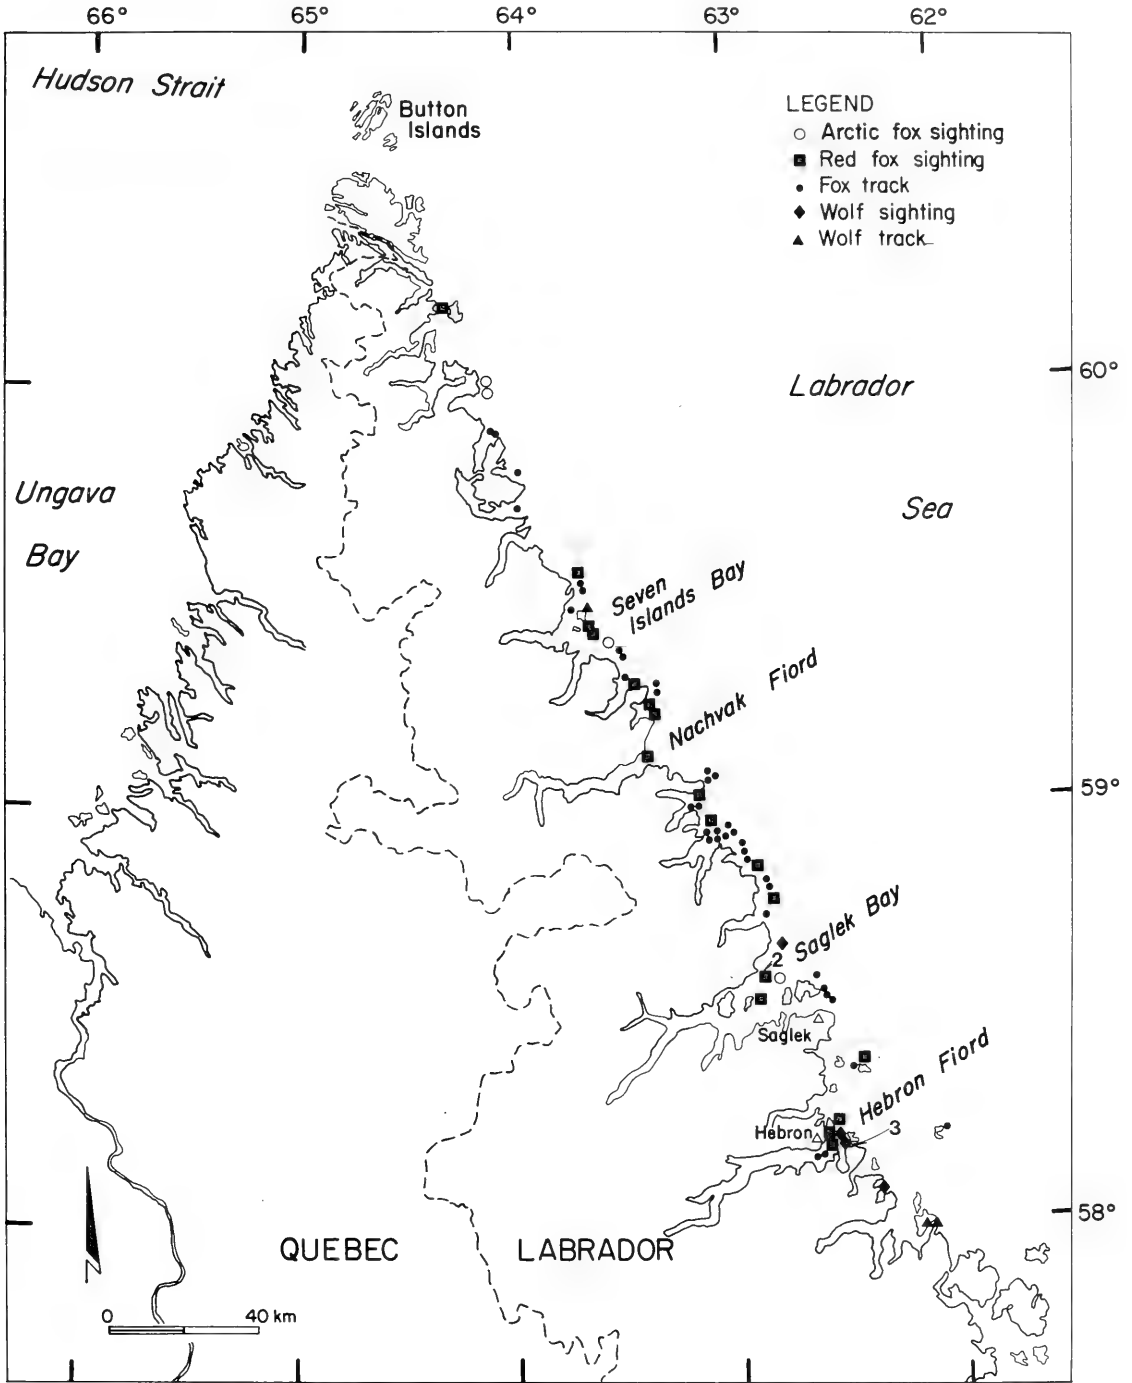 66° 65° 64° 63° 62°
Hudson Strait
Button
Islands
LEGEND
Arctic fox sighting
Red fox sighting
Fox track
Wolf sighting
Wolf track
60°
Labrador
Sea
Ungava
Bay
Seven
Islands Bay
Nachvak Fiord
59°
Saglek Bay
2
Saglek
Hebron Fiord
Hebron
3
58°
QUEBEC LABRADOR
0 40 km